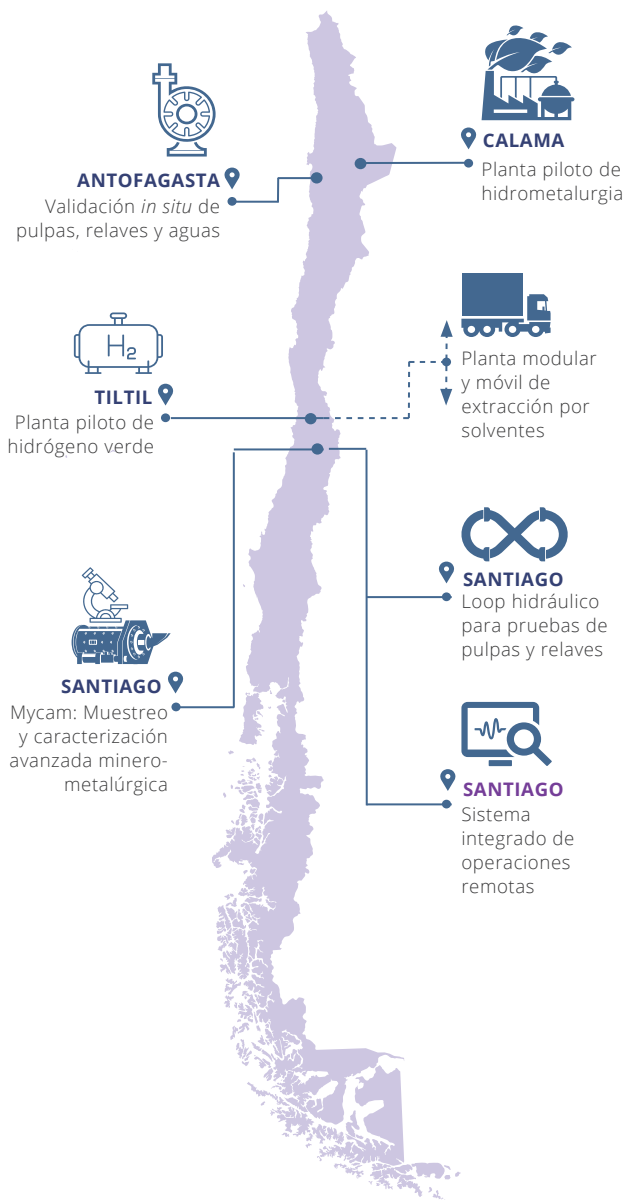 CALAMA
Planta piloto de
hidrometalurgia
ANTOFAGASTA
Validación in situ de
pulpas, relaves y aguas
H2
TILTIL
Planta piloto de
hidrógeno verde
Planta modular
y móvil de
extracción por
solventes
SANTIAGO
Loop hidráulico
para pruebas de
pulpas y relaves
SANTIAGO
Mycam: Muestreo
y caracterización
avanzada minero-
metalúrgica
SANTIAGO
Sistema
integrado de
operaciones
remotas